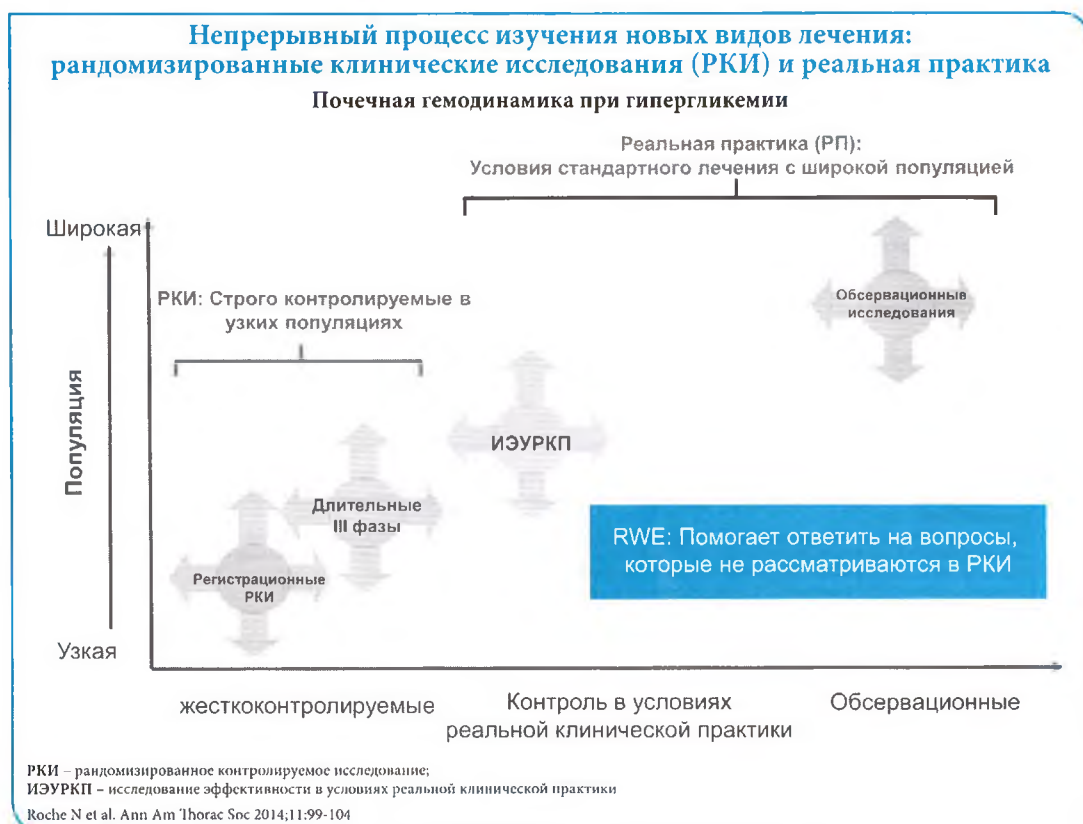 Непрерывный процесс изучения новых видов лечения:
рандомизированные клинические исследования (РКИ) и реальная практика
Почечная гемодинамика при гипергликемии
Реальная практика (РП):
Условия стандартного лечения с широкой популяцией
Широкая
РКИ: Строго контролируемые в
узких популяциях
Обсервационные
исследования
Популяция
ИЭУРКП
Длительные
III фазы
RWE: Помогает ответить на вопросы,
которые не рассматриваются в РКИ
Регистрационные
РКИ
Узкая
жесткоконтролируемые
Контроль в условиях
реальной клинической практики
Обсервационные
РКИ – рандомизированное контролируемое исследование;
ИЭУРКП – исследование эффективности в условиях реальной клинической практики
Roche N et al. Ann Am Thorac Soc 2014;11:99-104